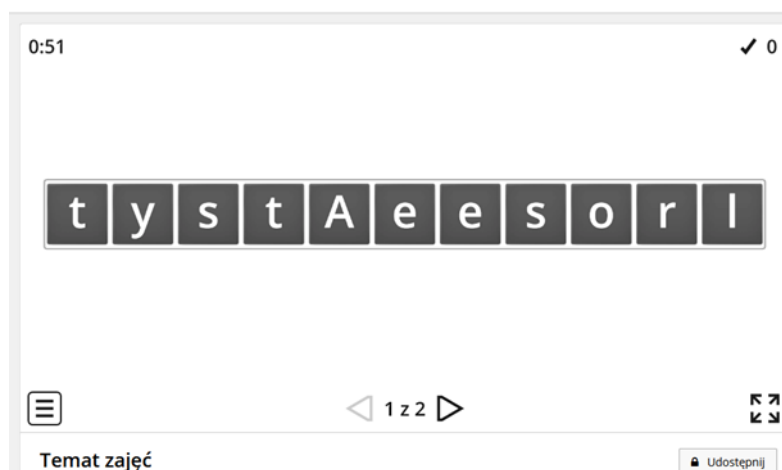 0:51 ✓ 0
t y s t A e e s o r l
1 z 2
Temat zajęć Udostępnij